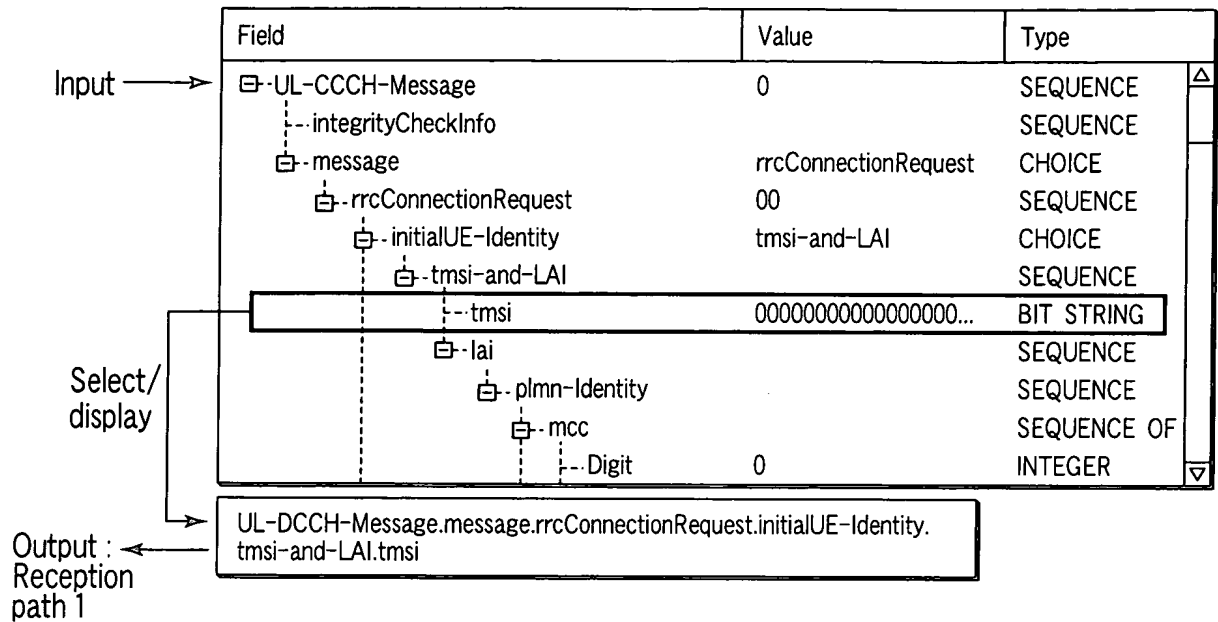 Field Value Type
Input
UL-CCCH-Message 0 SEQUENCE
integrityCheckInfo SEQUENCE
message rrcConnectionRequest CHOICE
rrcConnectionRequest 00 SEQUENCE
initialUE-Identity tmsi-and-LAI CHOICE
tmsi-and-LAI SEQUENCE
tmsi 00000000000000000... BIT STRING
lai SEQUENCE
Select/
display
plmn-Identity SEQUENCE
mcc SEQUENCE OF
Digit 0 INTEGER
UL-DCCH-Message.message.rrcConnectionRequest.initialUE-Identity.
tmsi-and-LAI.tmsi
Output :
Reception
path 1